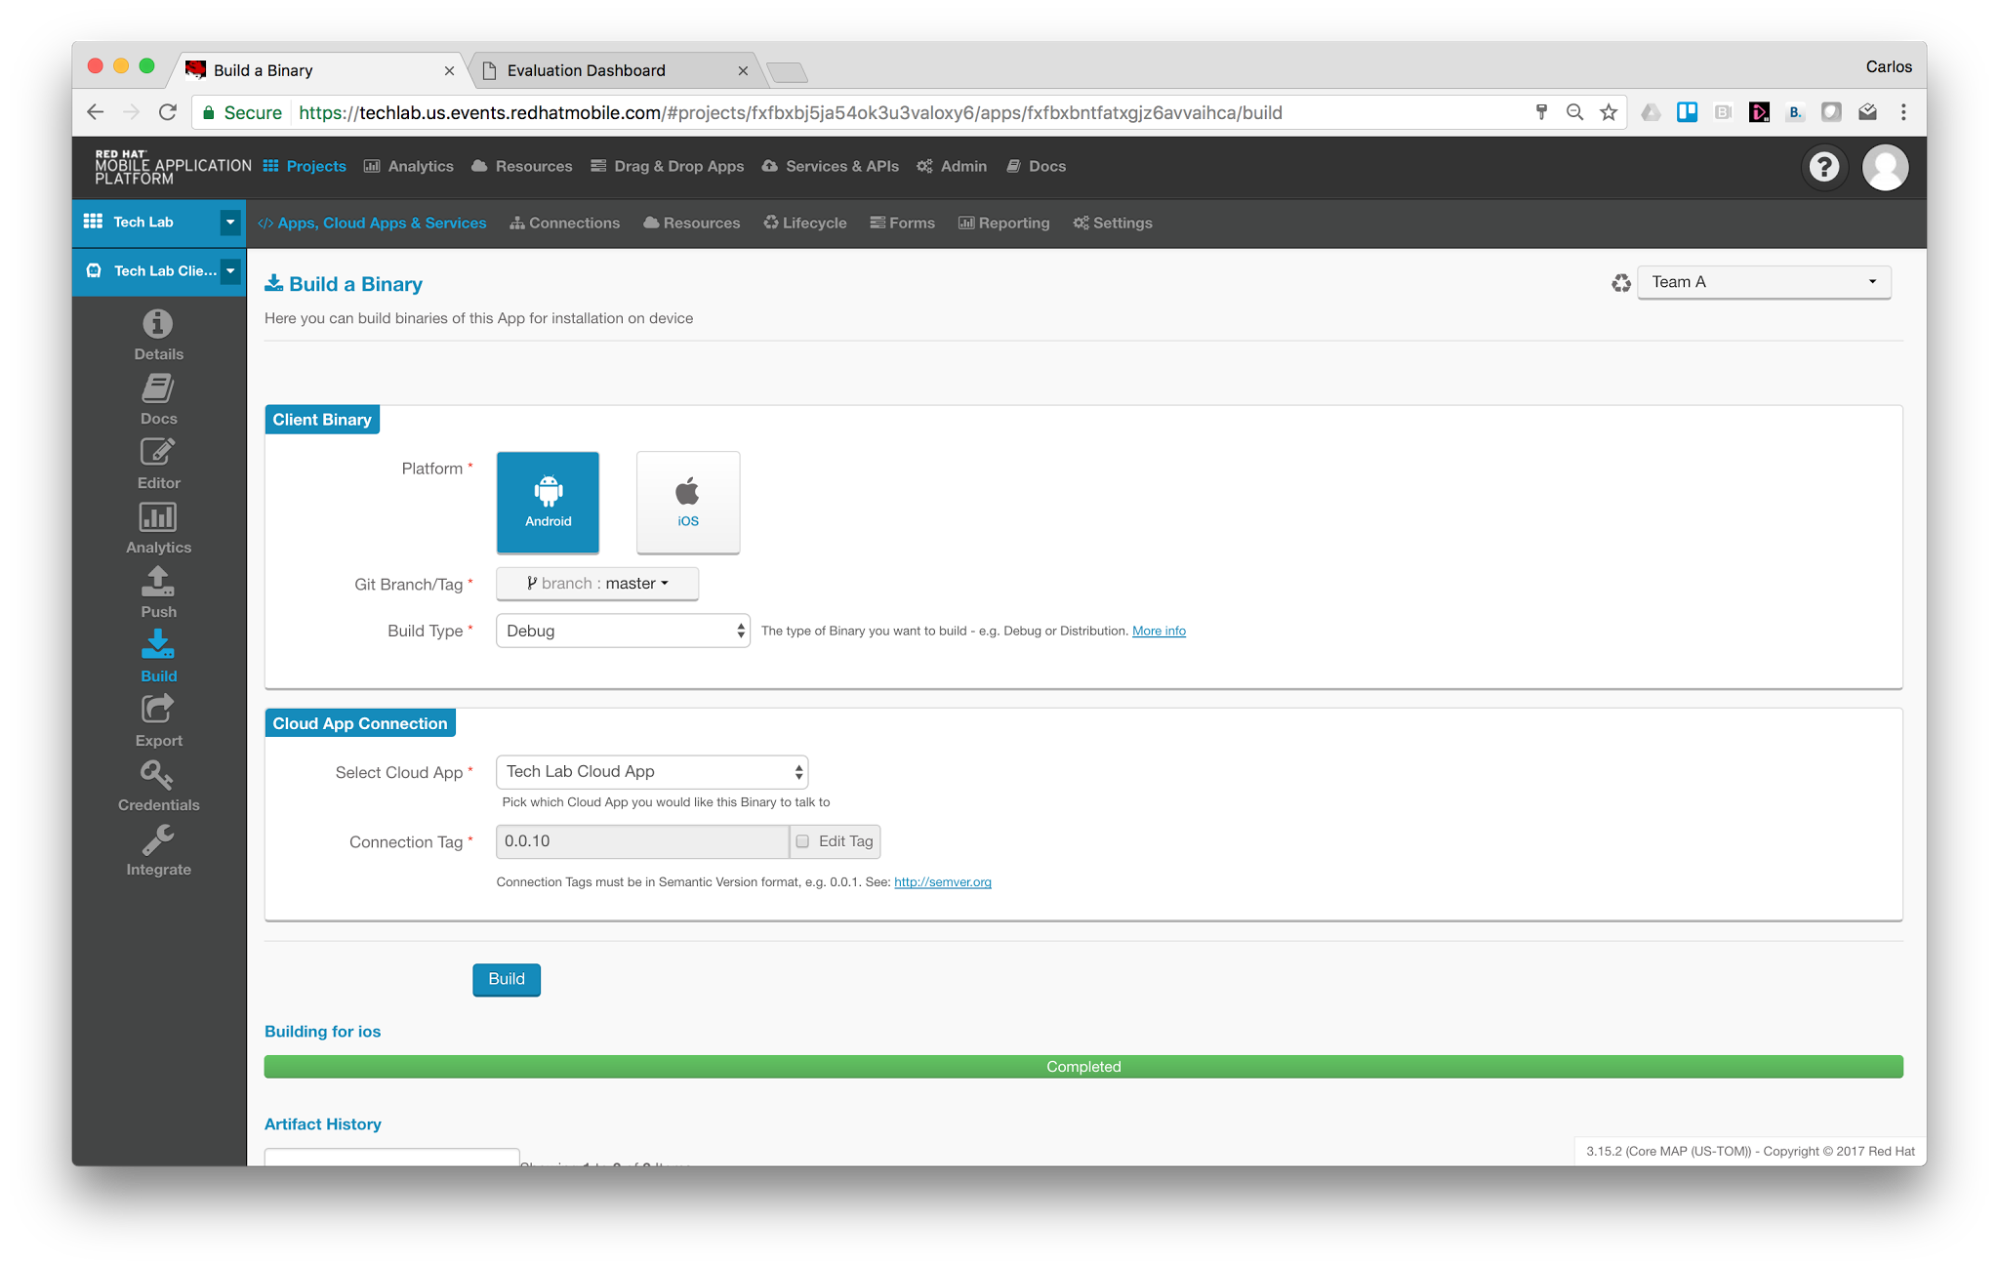 Build a Binary
Evaluation Dashboard
Carlos
Secure https://techlab.us.events.redhatmobile.com/#projects/fxfbxbj5ja54ok3u3valoxy6/apps/fxfbxbntfatxgjz6avvaihca/build
B.
RED HAT
MOBILE APPLICATION
PLATFORM
Projects Analytics Resources Drag & Drop Apps Services & APIs Admin Docs
?
Tech Lab
Apps, Cloud Apps & Services Connections Resources Lifecycle Forms Reporting Settings
Tech Lab Clie...
Details
Docs
Editor
Analytics
Push
Build
Export
Credentials
Integrate
Build a Binary
Team A
Here you can build binaries of this App for installation on device
Client Binary
Platform *
Android
iOS
Git Branch/Tag *
branch : master
Build Type *
Debug
The type of Binary you want to build - e.g. Debug or Distribution. More info
Cloud App Connection
Select Cloud App *
Tech Lab Cloud App
Pick which Cloud App you would like this Binary to talk to
Connection Tag *
0.0.10
Edit Tag
Connection Tags must be in Semantic Version format, e.g. 0.0.1. See: http://semver.org
Build
Building for ios
Completed
Artifact History
3.15.2 (Core MAP (US-TOM)) - Copyright © 2017 Red Hat